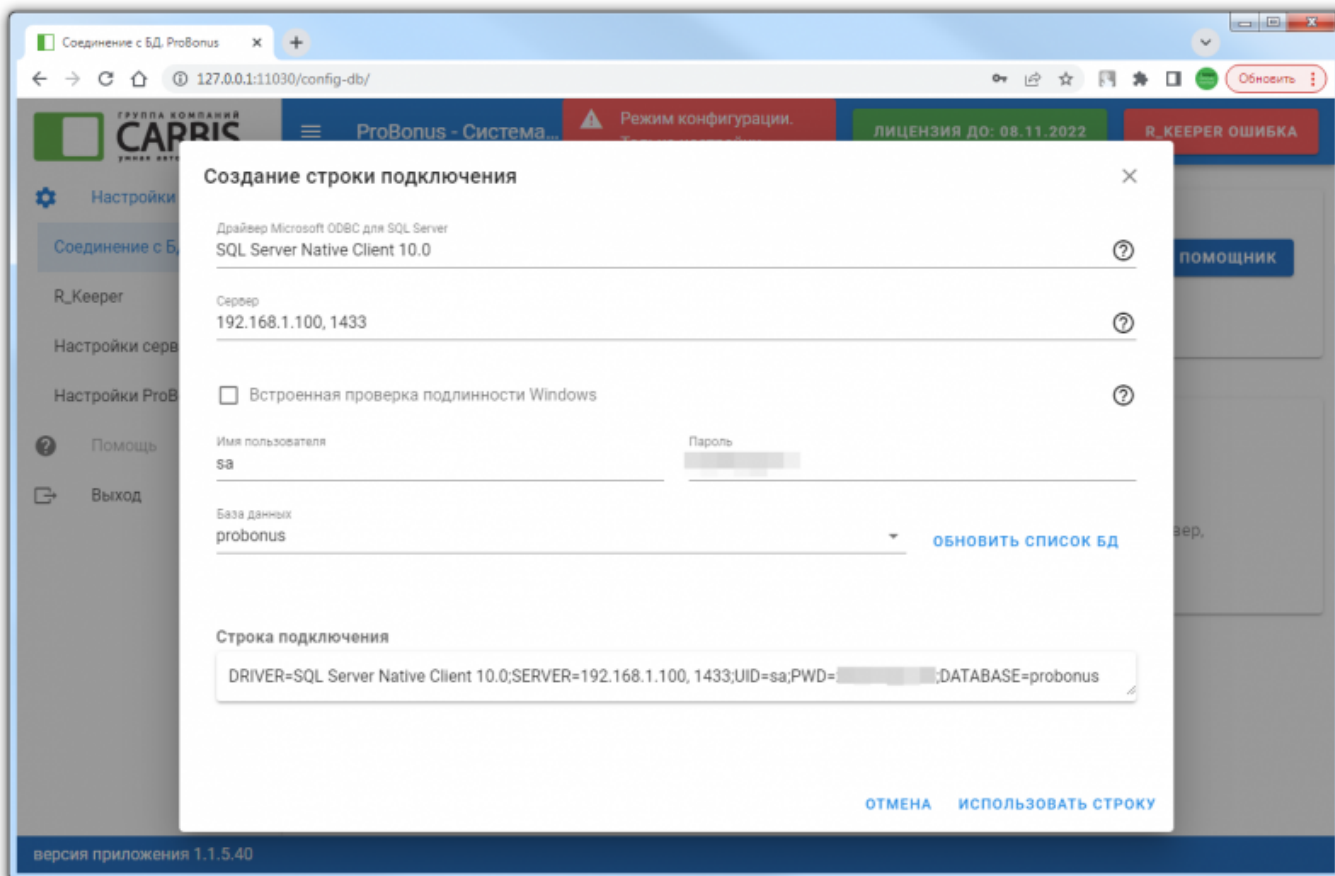 Соединение с БД, ProBonus
127.0.0.1:11030/config-db/
Обновить
ГРУППА КОМПАНИЙ
CARBIS
ProBonus - Система...
Режим конфигурации.
ЛИЦЕНЗИЯ ДО: 08.11.2022
R_KEEPER ОШИБКА
Настройки
Соединение с Б
R_Keeper
Настройки серв
Настройки ProB
Помощь
Выход
ПОМОЩНИК
вер,
Создание строки подключения
Драйвер Microsoft ODBC для SQL Server
SQL Server Native Client 10.0
Сервер
192.168.1.100, 1433
Встроенная проверка подлинности Windows
Имя пользователя
sa
Пароль
База данных
probonus
ОБНОВИТЬ СПИСОК БД
Строка подключения
DRIVER=SQL Server Native Client 10.0;SERVER=192.168.1.100, 1433;UID=sa;PWD= ;DATABASE=probonus
ОТМЕНА ИСПОЛЬЗОВАТЬ СТРОКУ
версия приложения 1.1.5.40